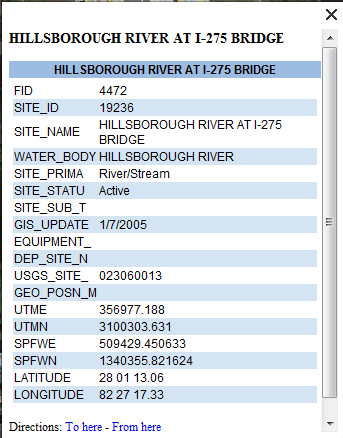 HILLSBOROUGH RIVER AT I-275 BRIDGE
HILLSBOROUGH RIVER AT I-275 BRIDGE
FID 4472
SITE_ID 19236
SITE_NAME HILLSBOROUGH RIVER AT I-275
BRIDGE
WATER_BODY HILLSBOROUGH RIVER
SITE_PRIMA River/Stream
SITE_STATU Active
SITE_SUB_T
GIS_UPDATE 1/7/2005
EQUIPMENT_
DEP_SITE_N
USGS_SITE_ 023060013
GEO_POSN_M
UTME 356977.188
UTMN 3100303.631
SPFWE 509429.450633
SPFWN 1340355.821624
LATITUDE 28 01 13.06
LONGITUDE 82 27 17.33
Directions: To here - From here